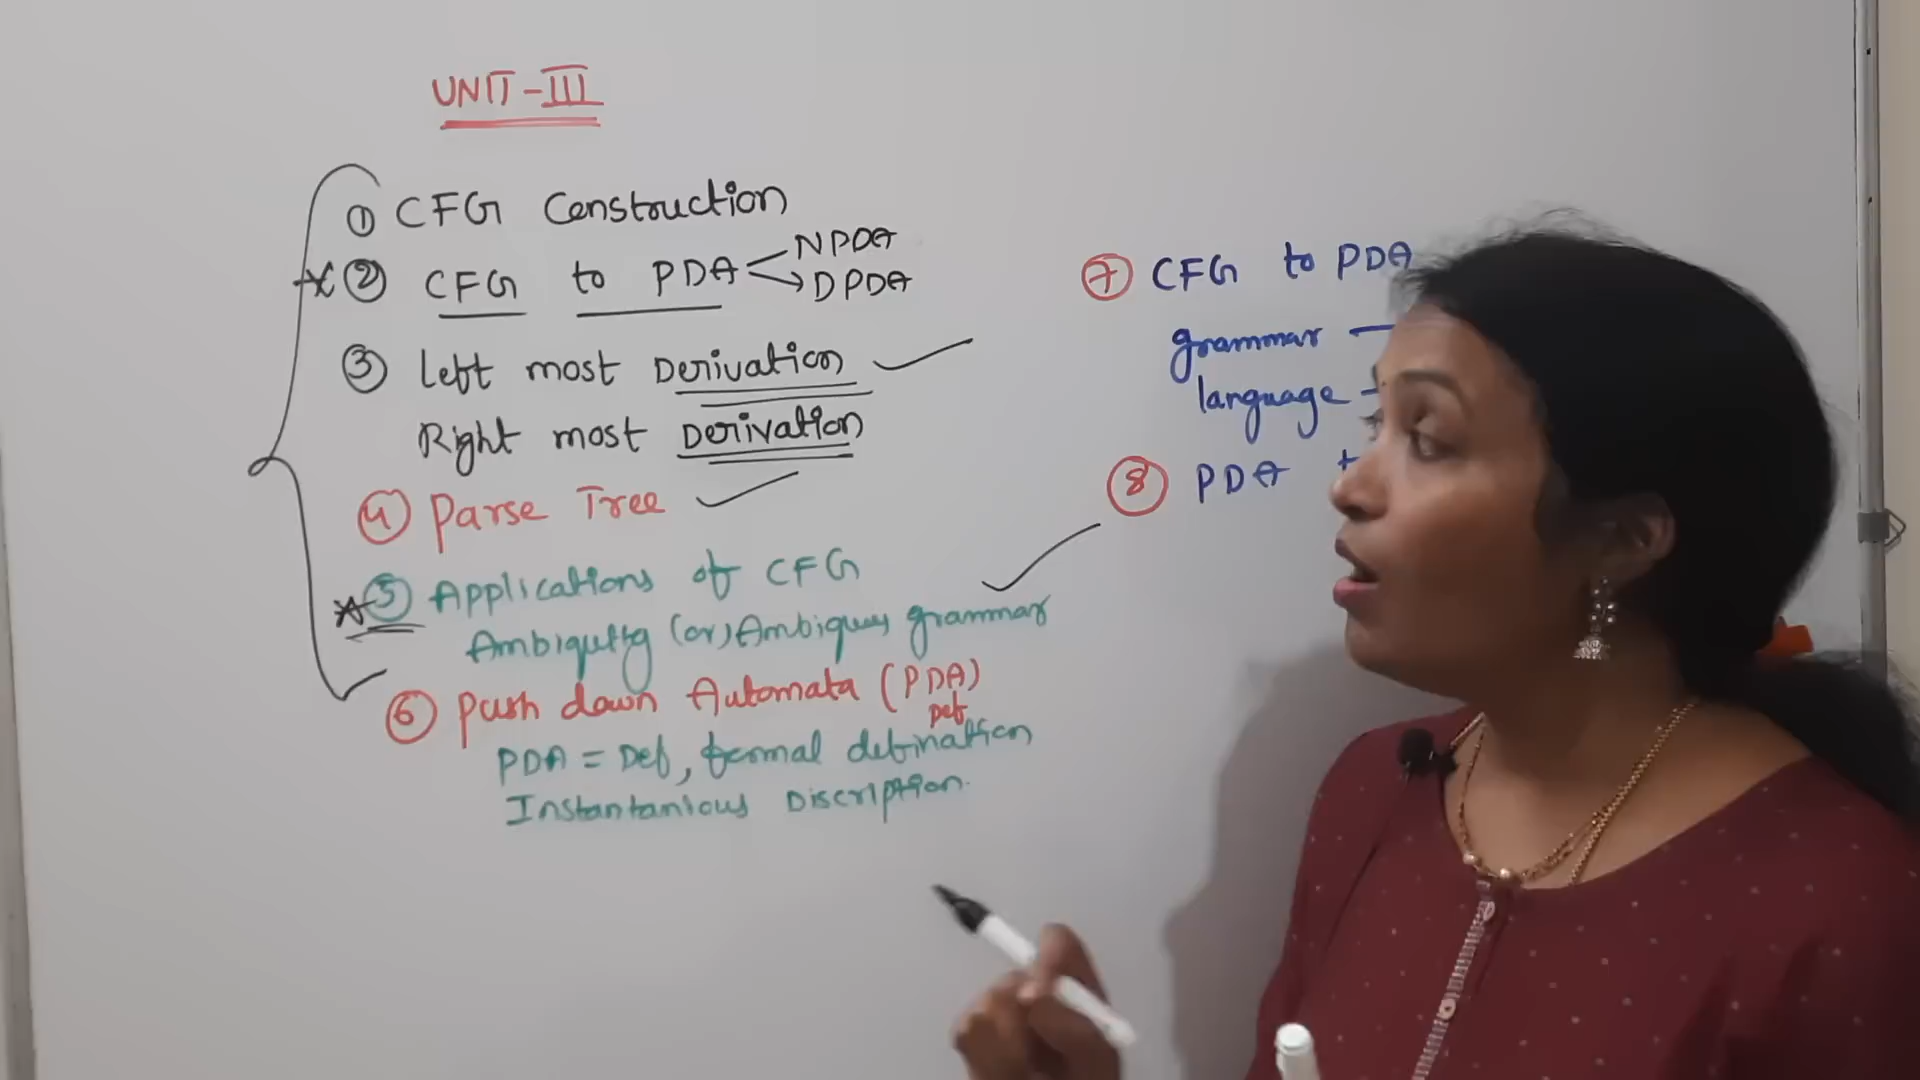 UNIT-III
① CFG Construction
② CFG to PDA NPDA
DPDA
③ Left most Derivation
Right most Derivation
④ Parse Tree
⑤ Applications of CFG
Ambiguity (or) Ambiguous grammar
⑥ Push down Automata (PDA)
Def
PDA = Def, formal defination
Instantanious Discription.
⑦ CFG to PDA
grammar
language
⑧ PDA